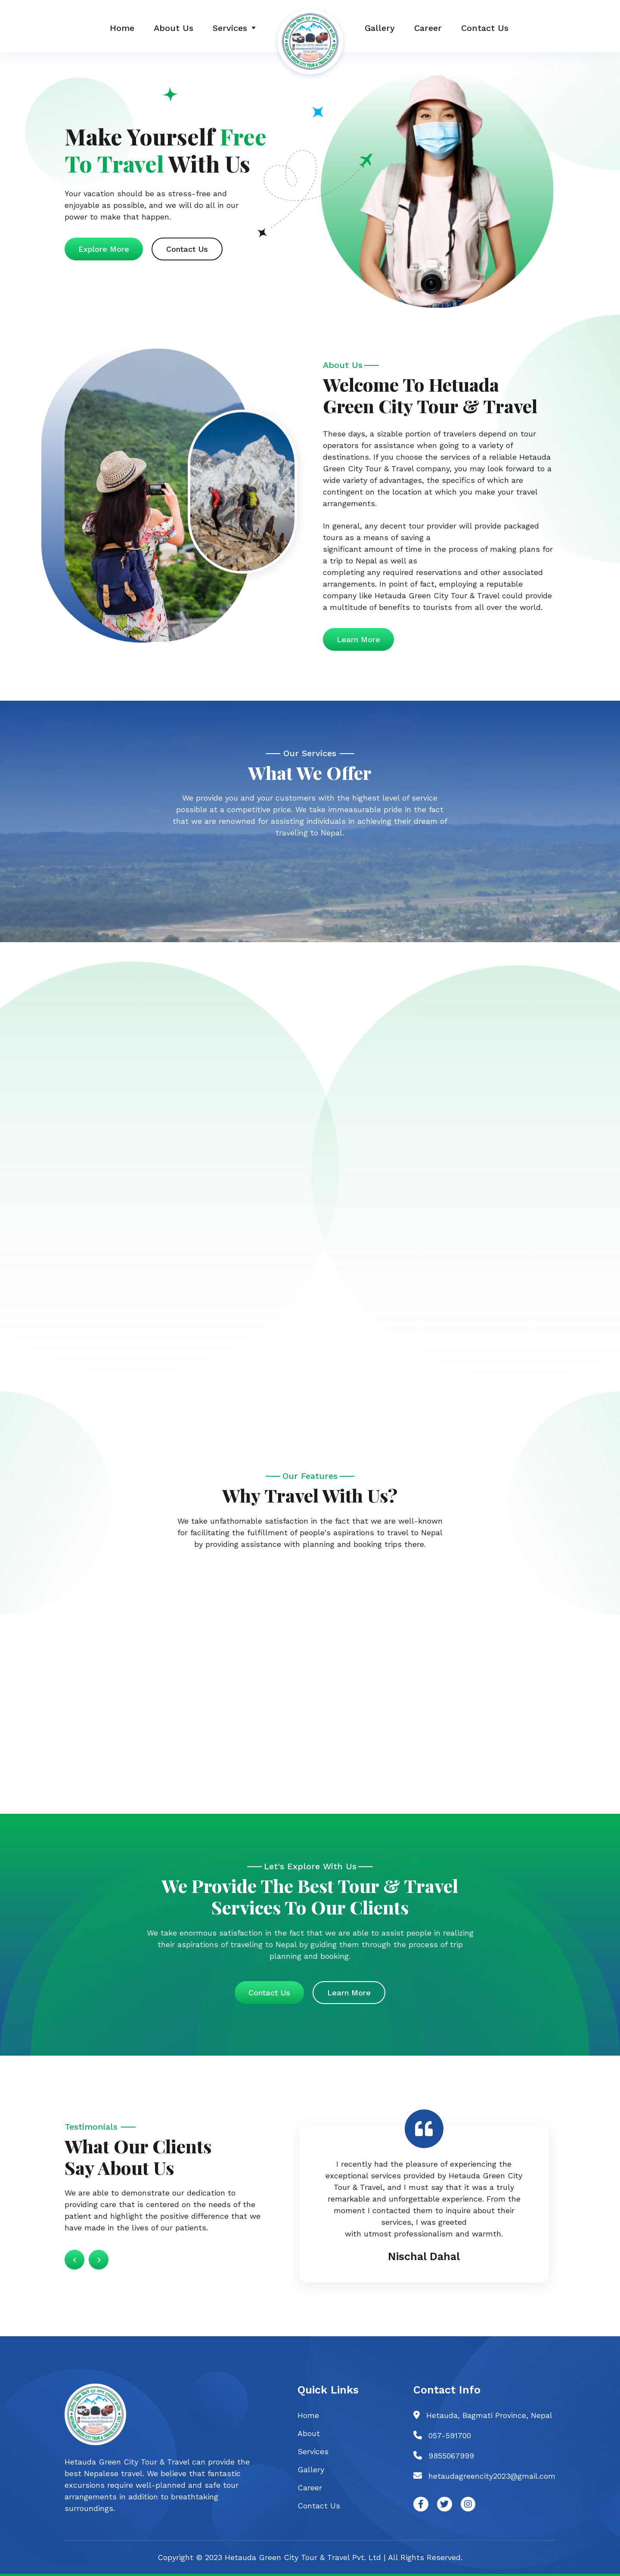 Home
About Us
Services
Gallery
Career
Contact Us
Make Yourself Free
To Travel With Us
Your vacation should be as stress-free and
enjoyable as possible, and we will do all in our
power to make that happen.
Explore More
Contact Us
About Us
Welcome To Hetuada
Green City Tour & Travel
These days, a sizable portion of travelers depend on tour
operators for assistance when going to a variety of
destinations. If you choose the services of a reliable Hetauda
Green City Tour & Travel company, you may look forward to a
wide variety of advantages, the specifics of which are
contingent on the location at which you make your travel
arrangements.
In general, any decent tour provider will provide packaged
tours as a means of saving a
significant amount of time in the process of making plans for
a trip to Nepal as well as
completing any required reservations and other associated
arrangements. In point of fact, employing a reputable
company like Hetauda Green City Tour & Travel could provide
a multitude of benefits to tourists from all over the world.
Learn More
Our Services
What We Offer
We provide you and your customers with the highest level of service
possible at a competitive price. We take immeasurable pride in the fact
that we are renowned for assisting individuals in achieving their dream of
traveling to Nepal.
Our Features
Why Travel With Us?
We take unfathomable satisfaction in the fact that we are well-known
for facilitating the fulfillment of people's aspirations to travel to Nepal
by providing assistance with planning and booking trips there.
Let's Explore With Us
We Provide The Best Tour & Travel
Services To Our Clients
We take enormous satisfaction in the fact that we are able to assist people in realizing
their aspirations of traveling to Nepal by guiding them through the process of trip
planning and booking.
Contact Us
Learn More
Testimonials
What Our Clients
Say About Us
We are able to demonstrate our dedication to
providing care that is centered on the needs of the
patient and highlight the positive difference that we
have made in the lives of our patients.
I recently had the pleasure of experiencing the
exceptional services provided by Hetauda Green City
Tour & Travel, and I must say that it was a truly
remarkable and unforgettable experience. From the
moment I contacted them to inquire about their
services, I was greeted
with utmost professionalism and warmth.
Nischal Dahal
Hetauda Green City Tour & Travel can provide the
best Nepalese travel. We believe that fantastic
excursions require well-planned and safe tour
arrangements in addition to breathtaking
surroundings.
Quick Links
Home
About
Services
Gallery
Career
Contact Us
Contact Info
Hetauda, Bagmati Province, Nepal
057-591700
9855067999
hetaudagreencity2023@gmail.com
Copyright © 2023 Hetauda Green City Tour & Travel Pvt. Ltd | All Rights Reserved.